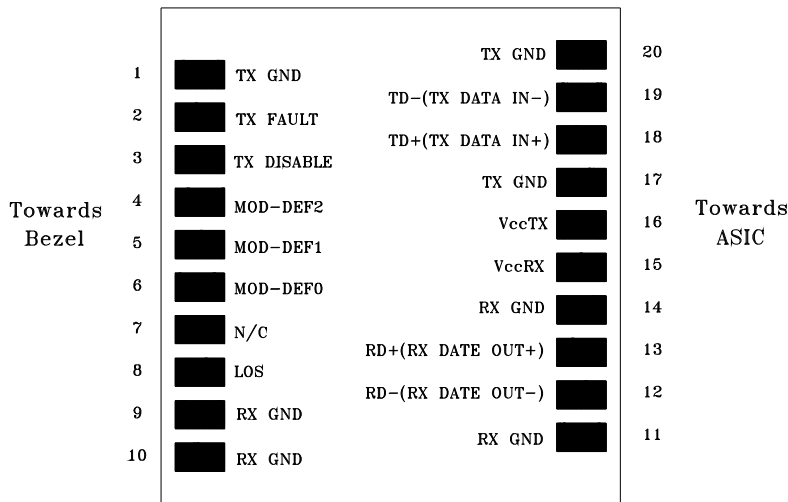 TX GND 20
1 TX GND
TD-(TX DATA IN-) 19
2 TX FAULT
TD+(TX DATA IN+) 18
3 TX DISABLE
TX GND 17
4 MOD-DEF2
Towards
Bezel
VccTX 16
Towards
ASIC
5 MOD-DEF1
VccRX 15
6 MOD-DEF0
RX GND 14
7 N/C
RD+(RX DATE OUT+) 13
8 LOS
RD-(RX DATE OUT-) 12
9 RX GND
RX GND 11
10 RX GND